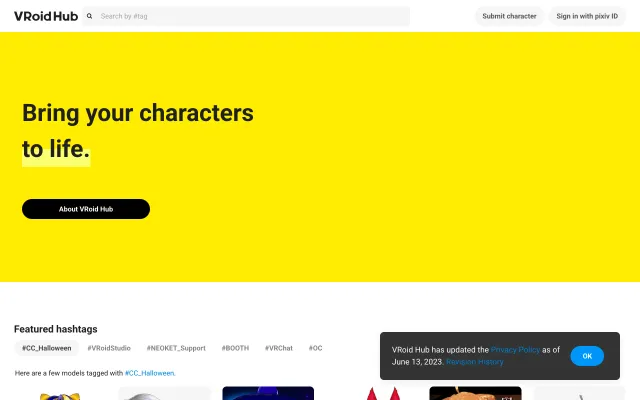 VRoid Hub
Search by #tag
Submit character
Sign in with pixiv ID
Bring your characters
to life.
About VRoid Hub
Featured hashtags
#CC_Halloween
#VRoidStudio
#NEOKET_Support
#BOOTH
#VRChat
#OC
Here are a few models tagged with #CC_Halloween.
VRoid Hub has updated the Privacy Policy as of
June 13, 2023. Revision History
OK